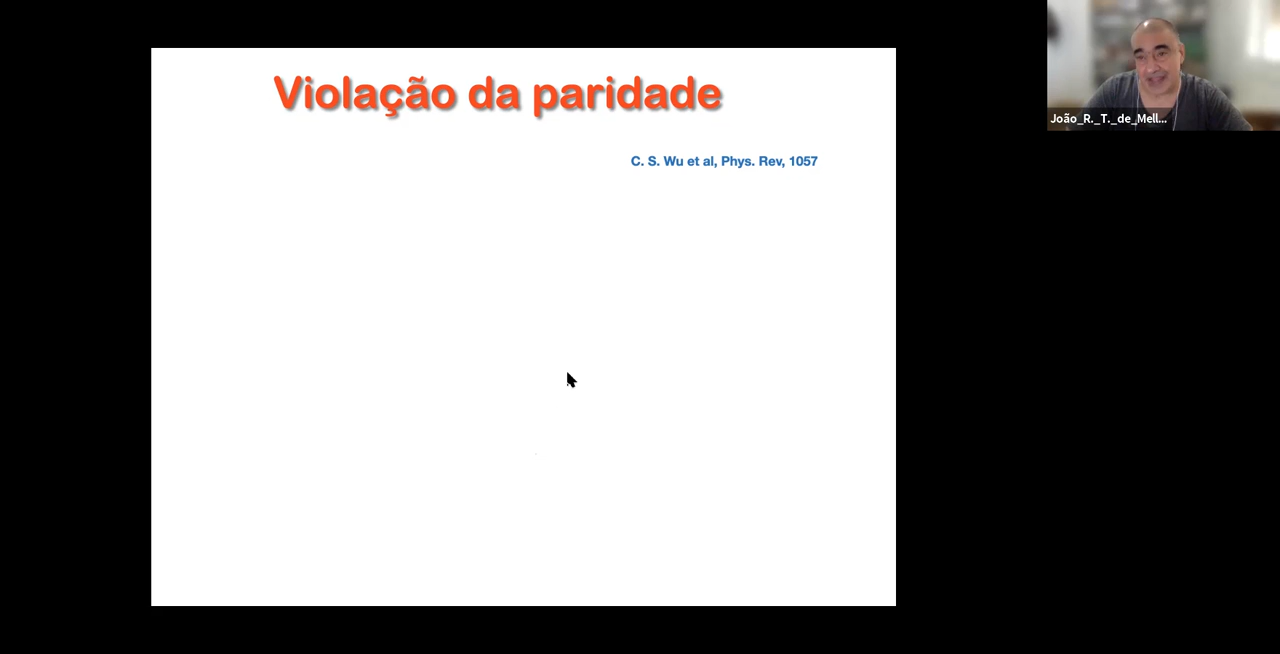 Violação da paridade
C. S. Wu et al, Phys. Rev, 1057
João_R._T._de_Mell...